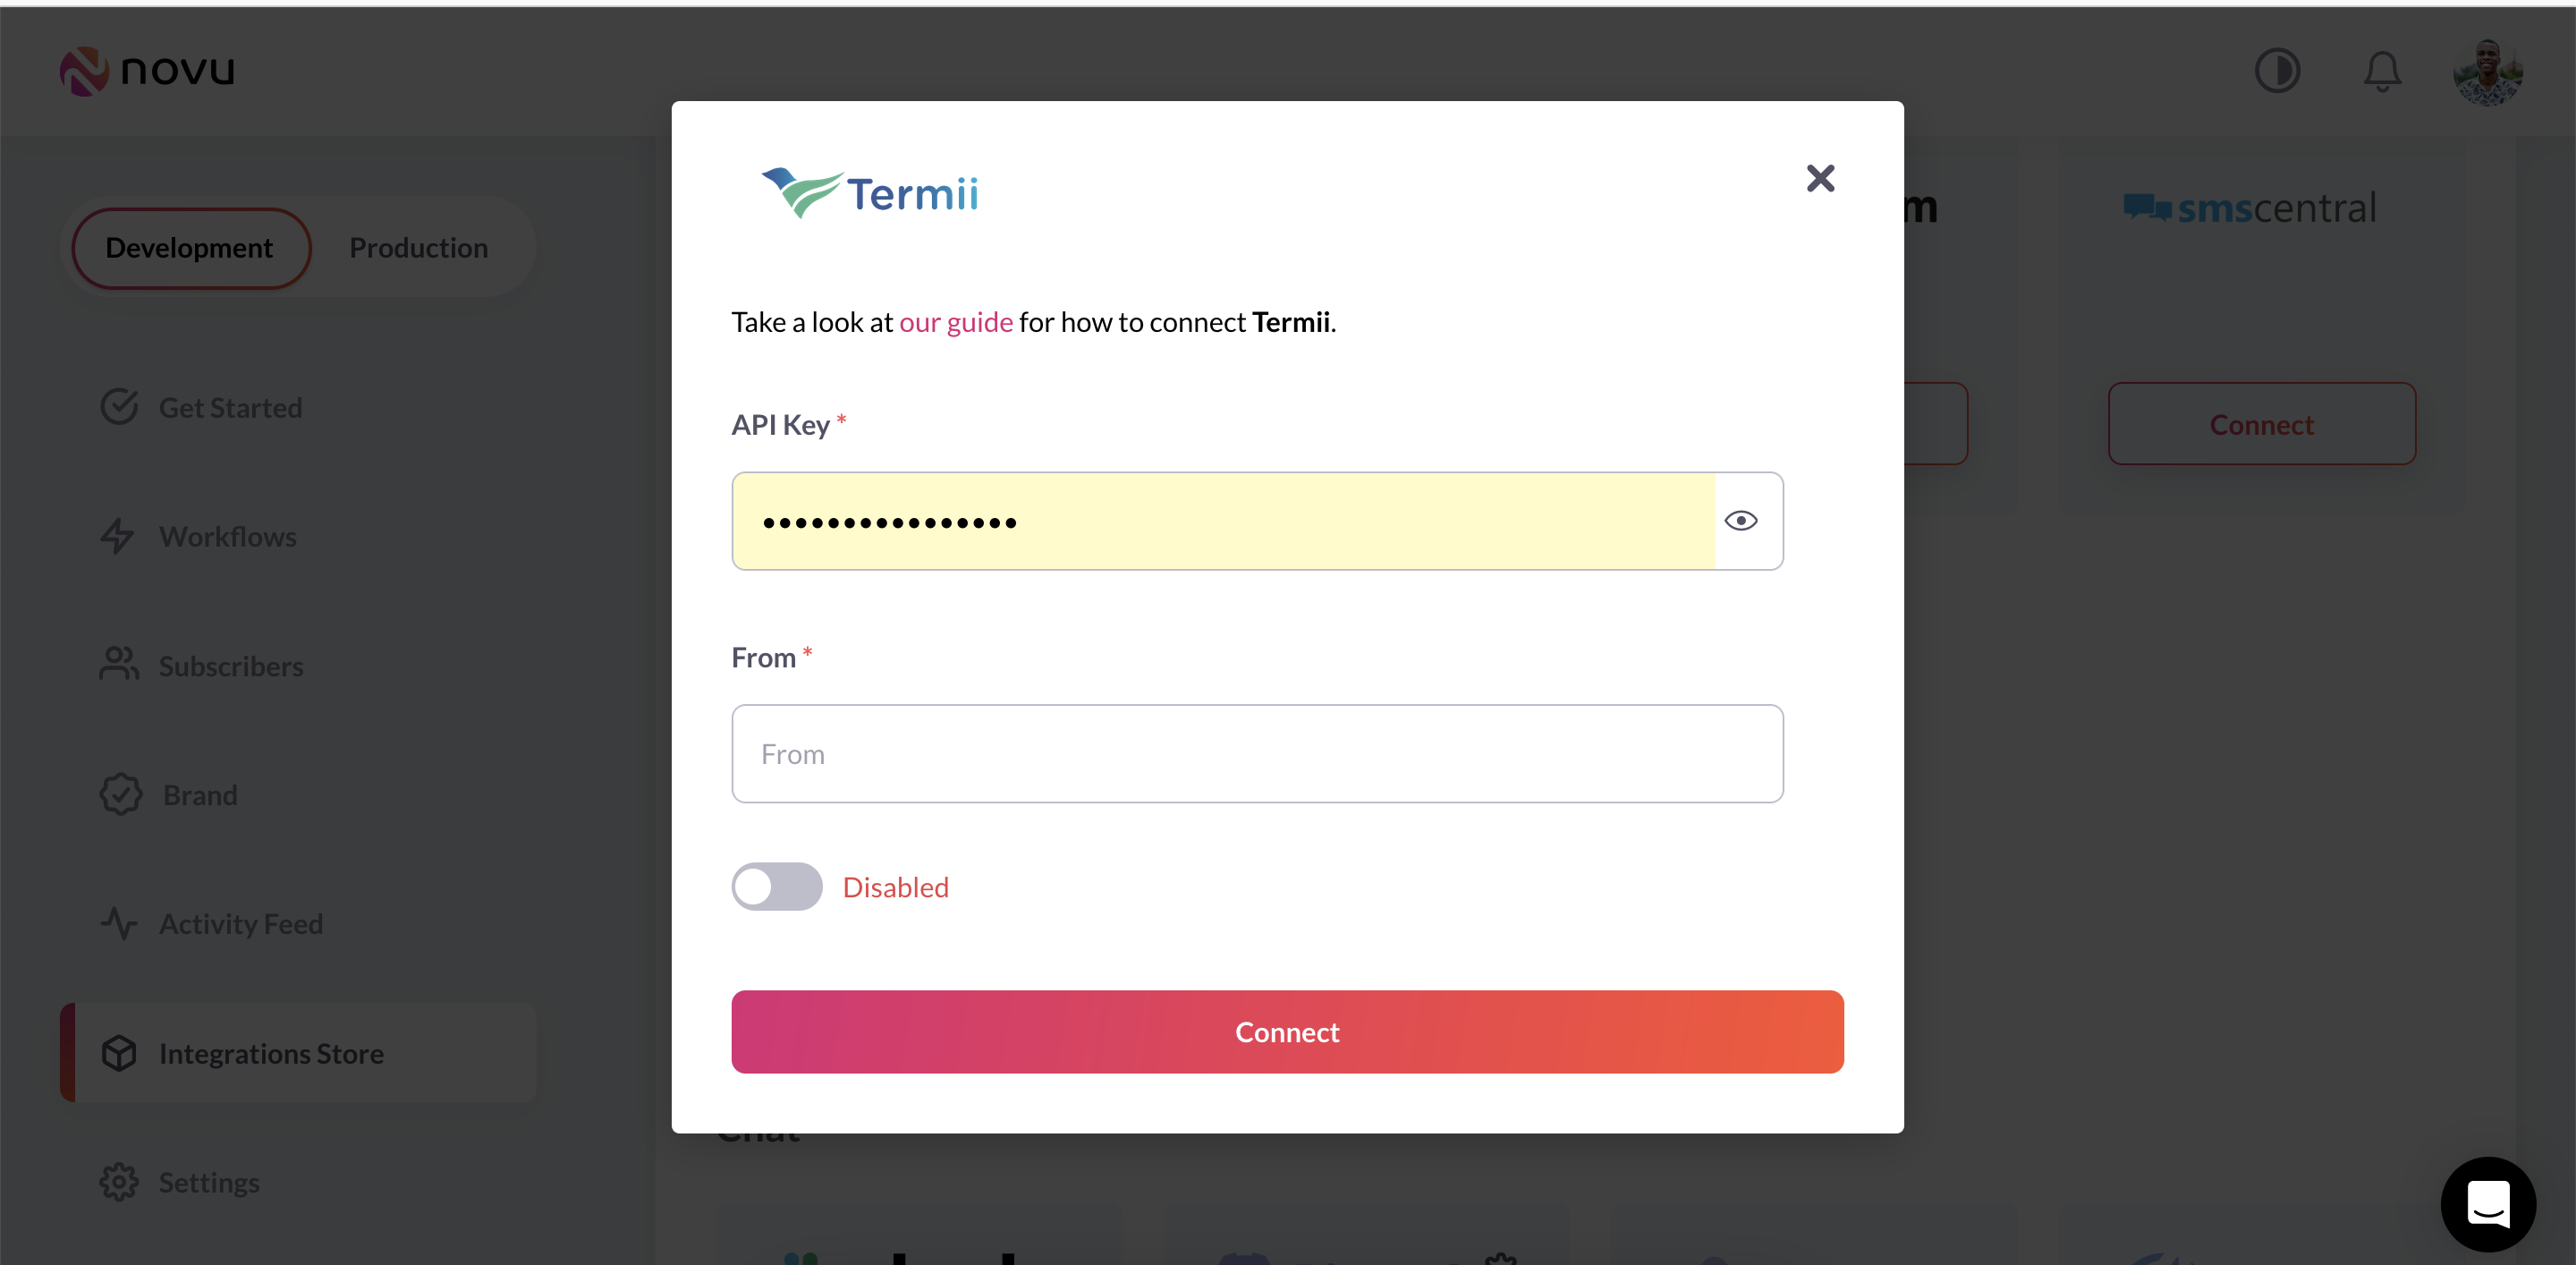 novu
Development
Production
Get Started
Workflows
Subscribers
Brand
Activity Feed
Integrations Store
Settings
Termii
Take a look at our guide for how to connect Termii.
API Key *
••••••••••••••••
From *
From
Disabled
Connect
m
smscentral
Connect
Chat